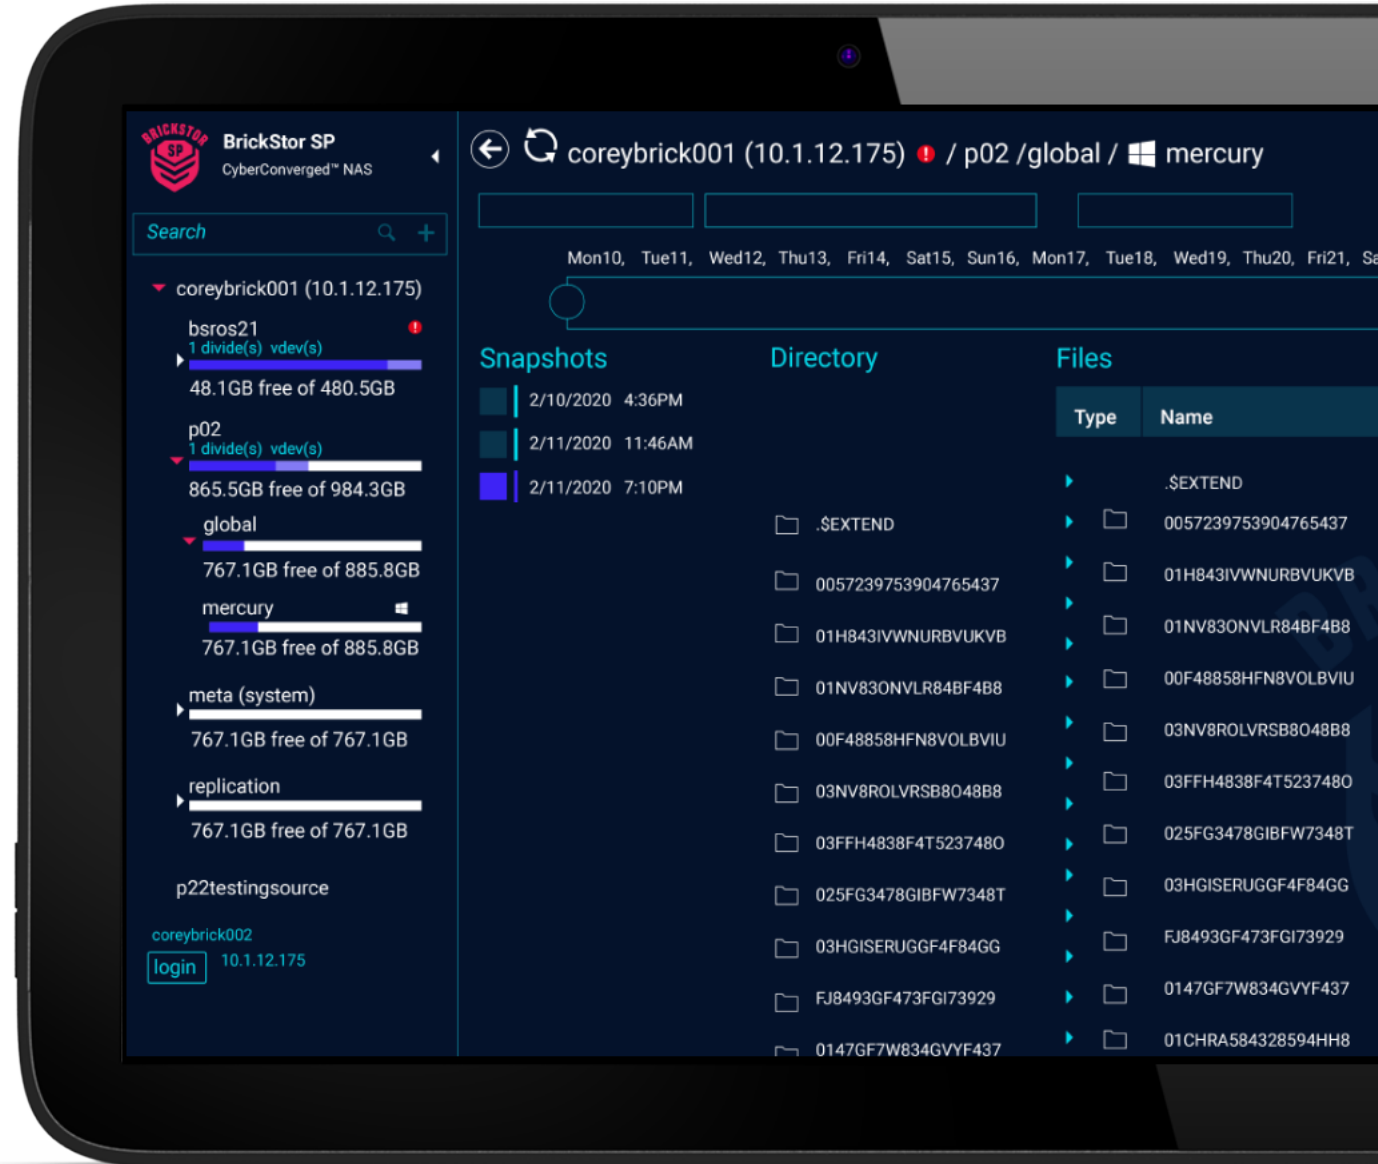 BRICKSTOR
SP
BrickStor SP
CyberConverged™ NAS
Search
coreybrick001 (10.1.12.175)
bsros21
1 divide(s) vdev(s)
48.1GB free of 480.5GB
p02
1 divide(s) vdev(s)
865.5GB free of 984.3GB
global
767.1GB free of 885.8GB
mercury
767.1GB free of 885.8GB
meta (system)
767.1GB free of 767.1GB
replication
767.1GB free of 767.1GB
p22testingsource
coreybrick002
login 10.1.12.175
coreybrick001 (10.1.12.175) / p02 /global / mercury
Mon10, Tue11, Wed12, Thu13, Fri14, Sat15, Sun16, Mon17, Tue18, Wed19, Thu20, Fri21,
Snapshots
2/10/2020 4:36PM
2/11/2020 11:46AM
2/11/2020 7:10PM
Directory
.$EXTEND
0057239753904765437
01H843IVWNURBVUKVB
01NV83ONVLR84BF4B8
00F48858HFN8VOLBVIU
03NV8ROLVRSB8O48B8
03FFH4838F4T523748O
025FG3478GIBFW7348T
03HGISERUGGF4F84GG
FJ8493GF473FGI73929
0147GF7W834GVYF437
Files
Type Name
.$EXTEND
0057239753904765437
01H843IVWNURBVUKVB
01NV83ONVLR84BF4B8
00F48858HFN8VOLBVIU
03NV8ROLVRSB8O48B8
03FFH4838F4T523748O
025FG3478GIBFW7348T
03HGISERUGGF4F84GG
FJ8493GF473FGI73929
0147GF7W834GVYF437
01CHRA584328594HH8